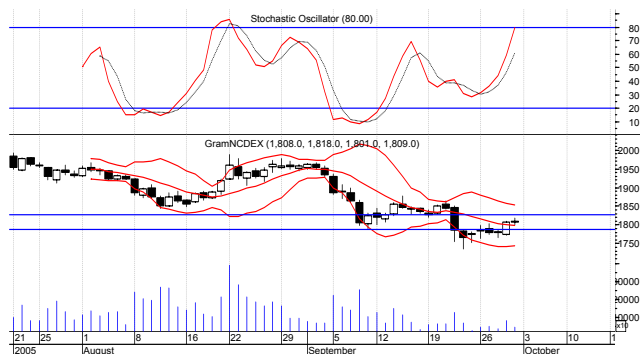 Stochastic Oscillator (80.00)
80
70
60
50
40
30
20
10
GramNCDEX (1,808.0, 1,818.0, 1,801.0, 1,809.0)
2000
1950
1900
1850
1800
1750
x10
21 25 1 8 16 22 29 5 12 19 26 3 10
2005 August September October